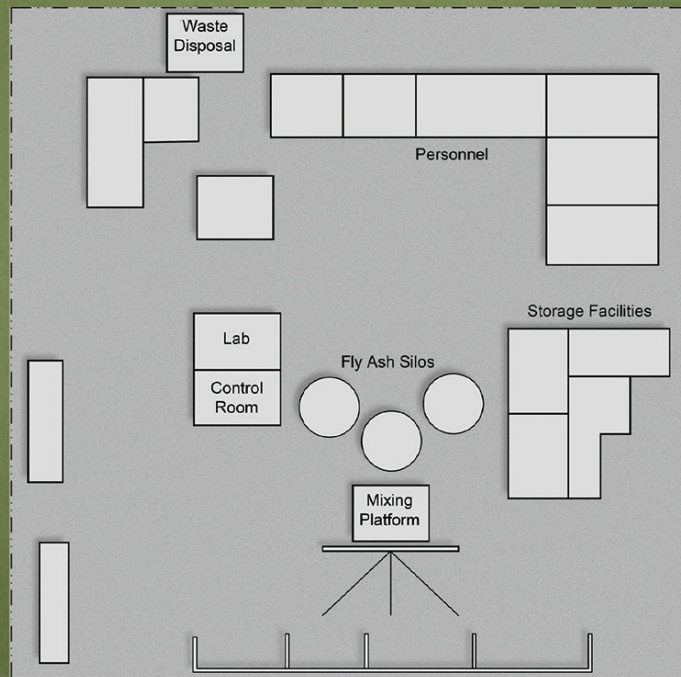 Waste
Disposal
Personnel
Storage Facilities
Lab
Fly Ash Silos
Control
Room
Mixing
Platform